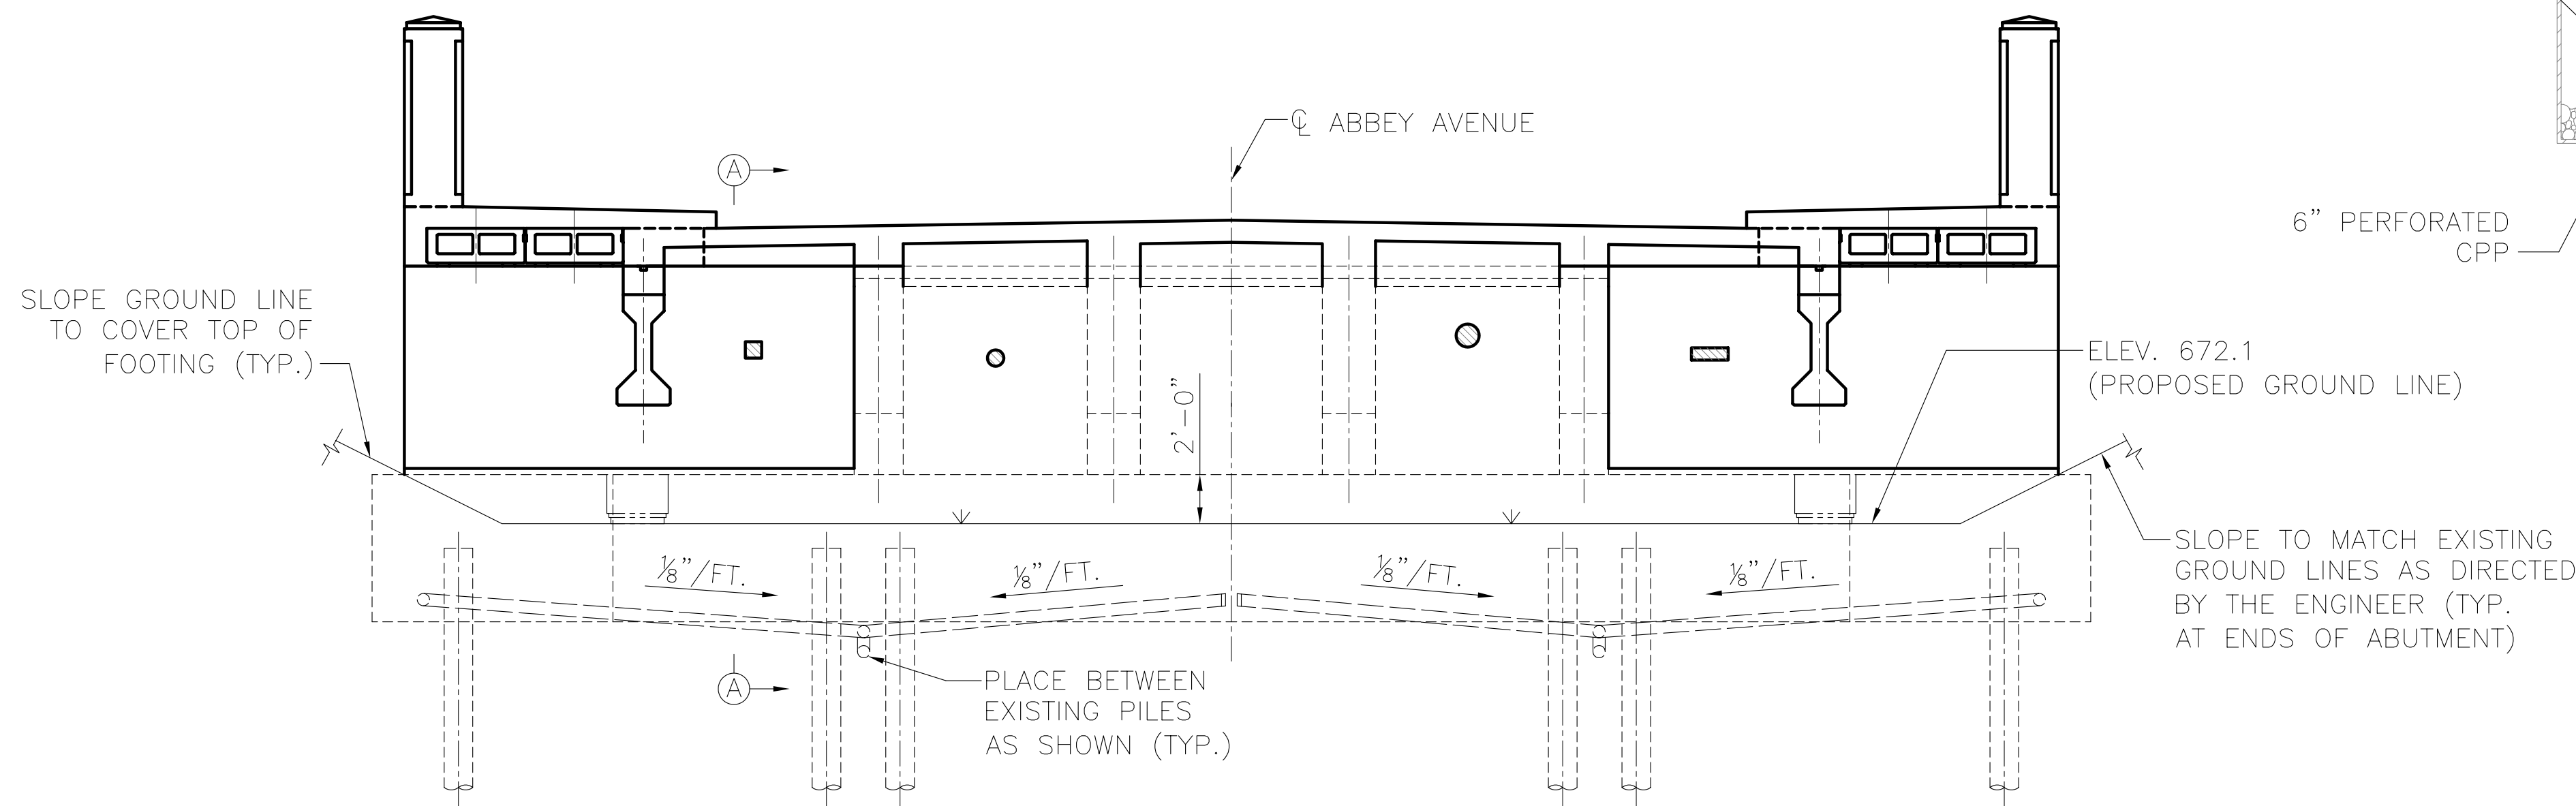 ℄ ABBEY AVENUE
A
6” PERFORATED
CPP
SLOPE GROUND LINE
TO COVER TOP OF
FOOTING (TYP.)
2’–0”
ELEV. 672.1
(PROPOSED GROUND LINE)
SLOPE TO MATCH EXISTING
GROUND LINES AS DIRECTED
BY THE ENGINEER (TYP.
AT ENDS OF ABUTMENT)
⅛”/FT.
⅛”/FT.
⅛”/FT.
⅛”/FT.
A
PLACE BETWEEN
EXISTING PILES
AS SHOWN (TYP.)